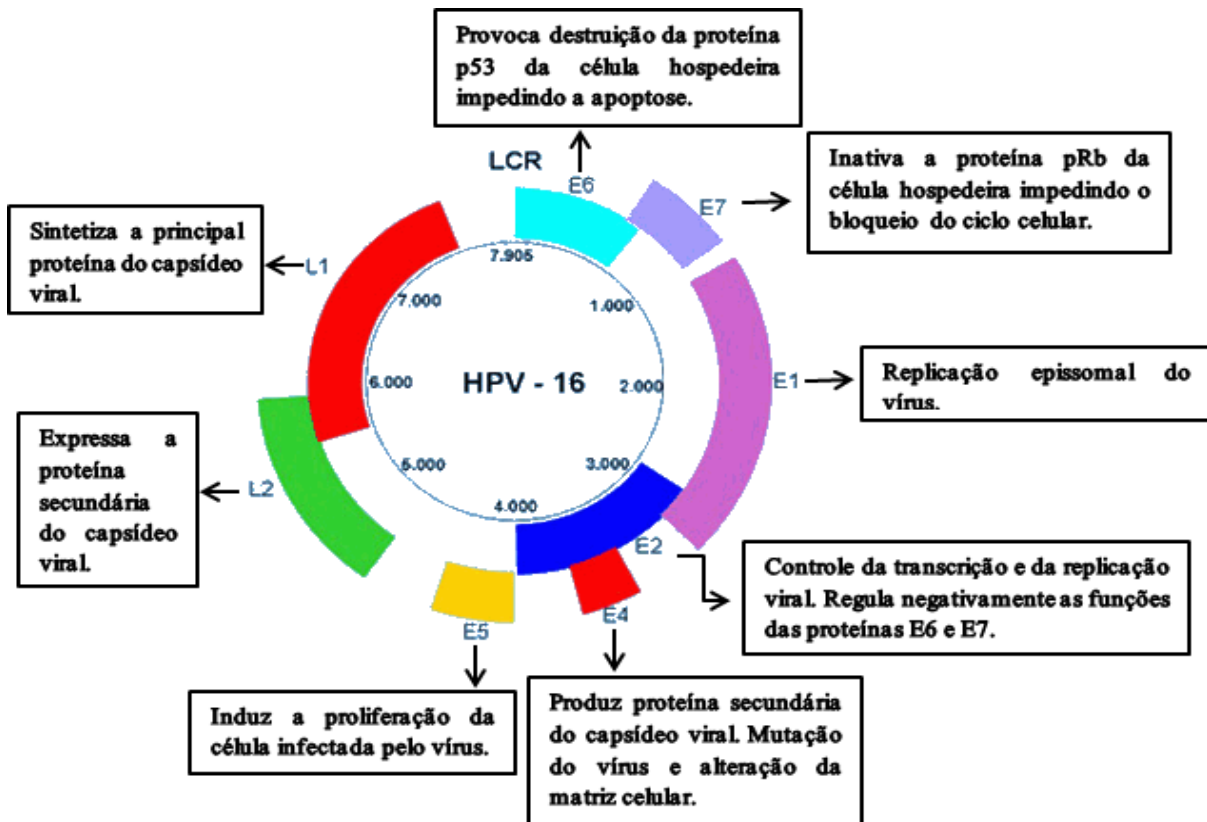 Provoca destruição da proteína
p53 da célula hospedeira
impedindo a apoptose.
LCR
E6
E7
Inativa a proteína pRb da
célula hospedeira impedindo o
bloqueio do ciclo celular.
Sintetiza a principal
proteína do capsídeo
viral.
L1
7.905
7.000
1.000
6.000
HPV - 16
2.000
E1
Replicação epissomal do
vírus.
Expressa a
proteína
secundária
do capsídeo
viral.
L2
5.000
3.000
4.000
E2
Controle da transcrição e da replicação
viral. Regula negativamente as funções
das proteínas E6 e E7.
E5
E4
Induz a proliferação da
célula infectada pelo vírus.
Produz proteína secundária
do capsídeo viral. Mutação
do vírus e alteração da
matriz celular.